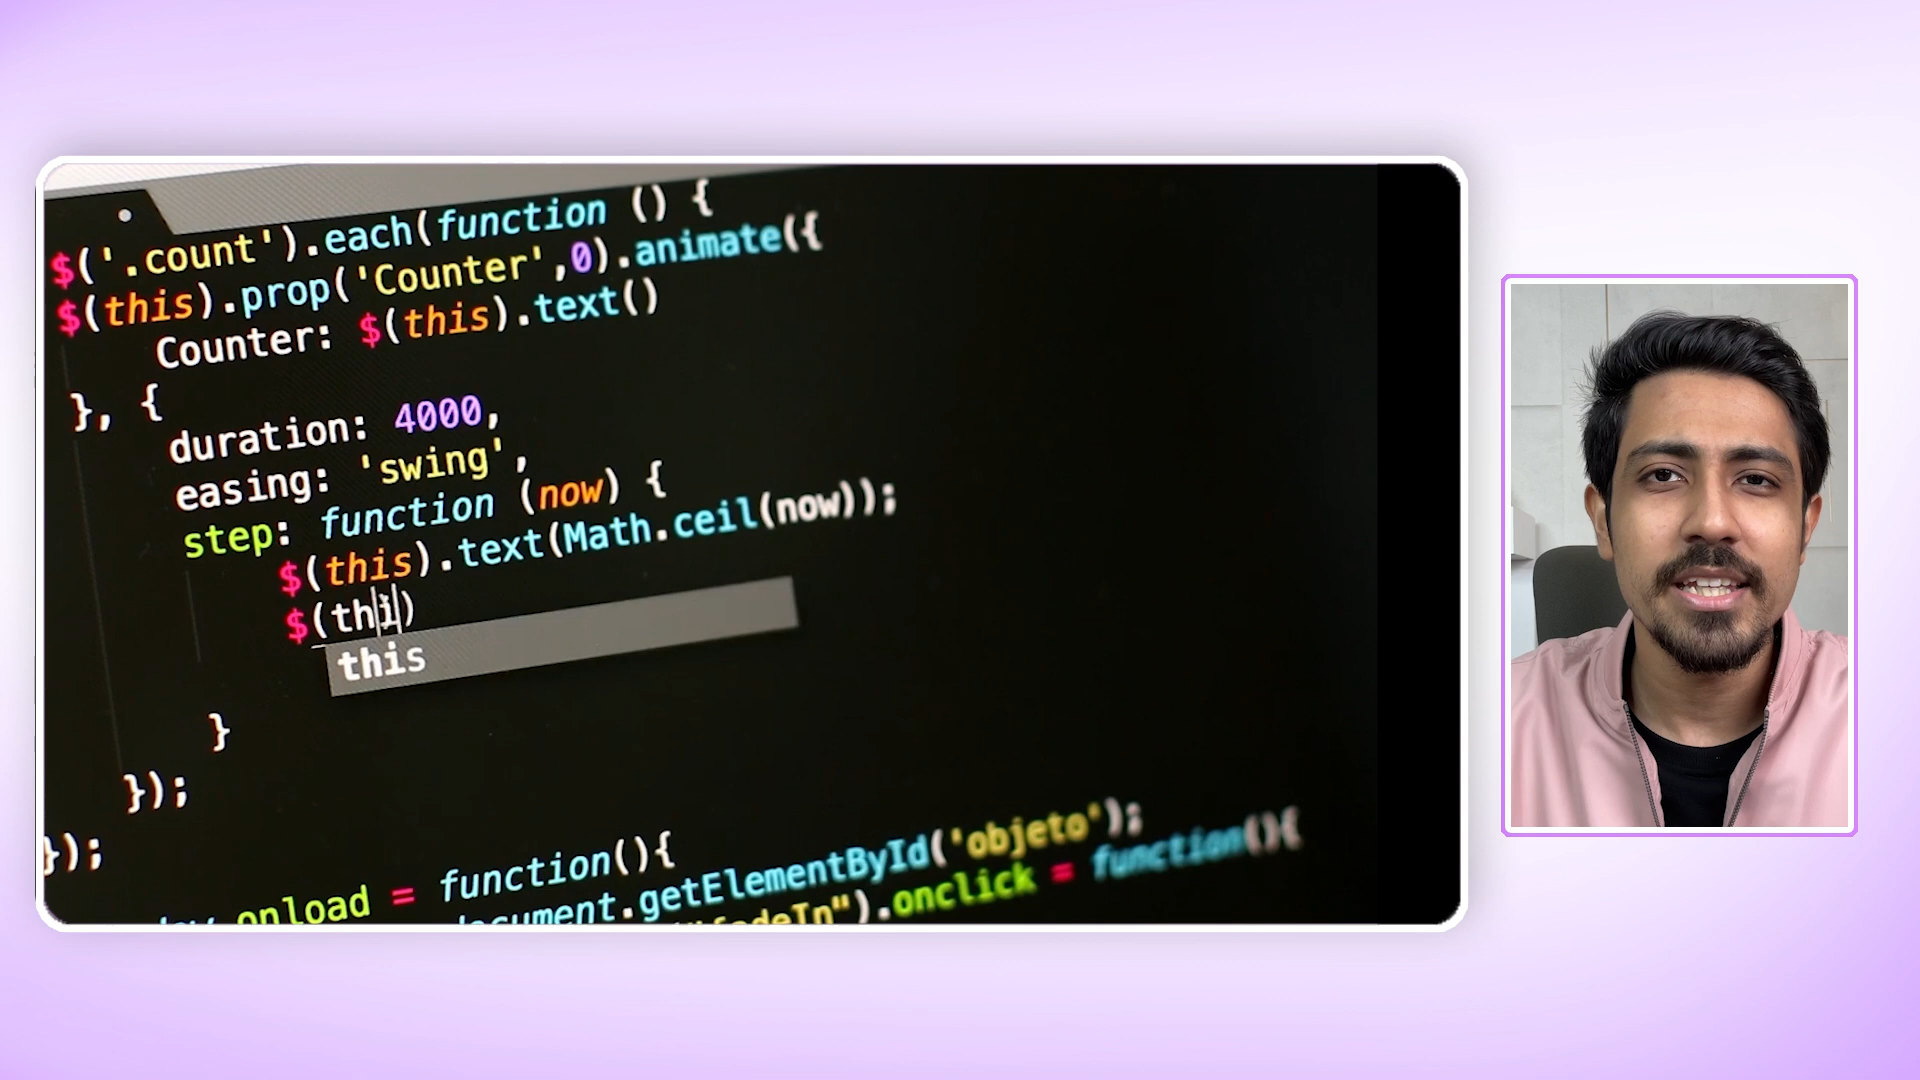 $('.count').each(function () {
$(this).prop('Counter',0).animate({
Counter: $(this).text()
}, {
duration: 4000,
easing: 'swing',
step: function (now) {
$(this).text(Math.ceil(now));
$(thi)
this
}
});
});
onload = function(){
document.getElementById('objeto');
fadeIn").onclick = function(){